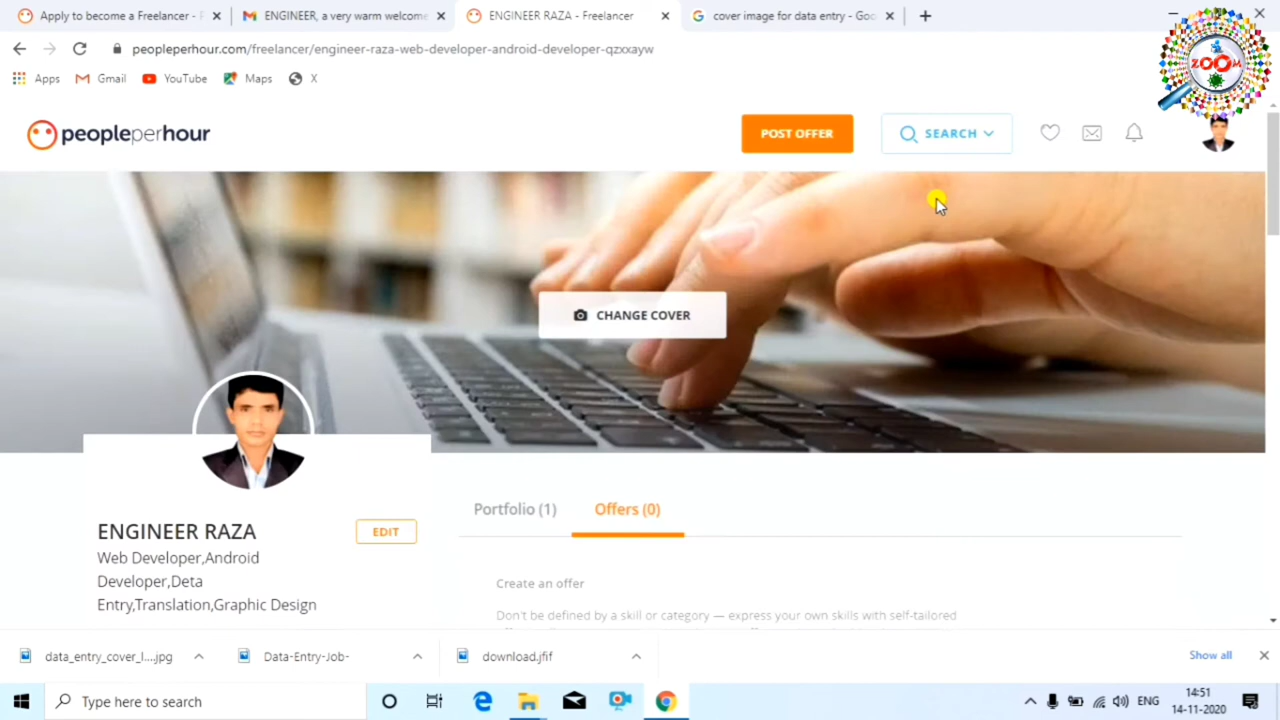 Apply to become a Freelancer - P
ENGINEER, a very warm welcome
ENGINEER RAZA - Freelancer
cover image for data entry - Goo
peopleperhour.com/freelancer/engineer-raza-web-developer-android-developer-qzxxayw
Apps
Gmail
YouTube
Maps
X
ZOOM
peopleperhour
POST OFFER
SEARCH
CHANGE COVER
Portfolio (1)
Offers (0)
ENGINEER RAZA
EDIT
Web Developer,Android
Developer,Deta
Entry,Translation,Graphic Design
Create an offer
Don't be defined by a skill or category — express your own skills with self-tailored
data_entry_cover_l....jpg
Data-Entry-Job-
download.jfif
Show all
Type here to search
ENG
14:51
14-11-2020